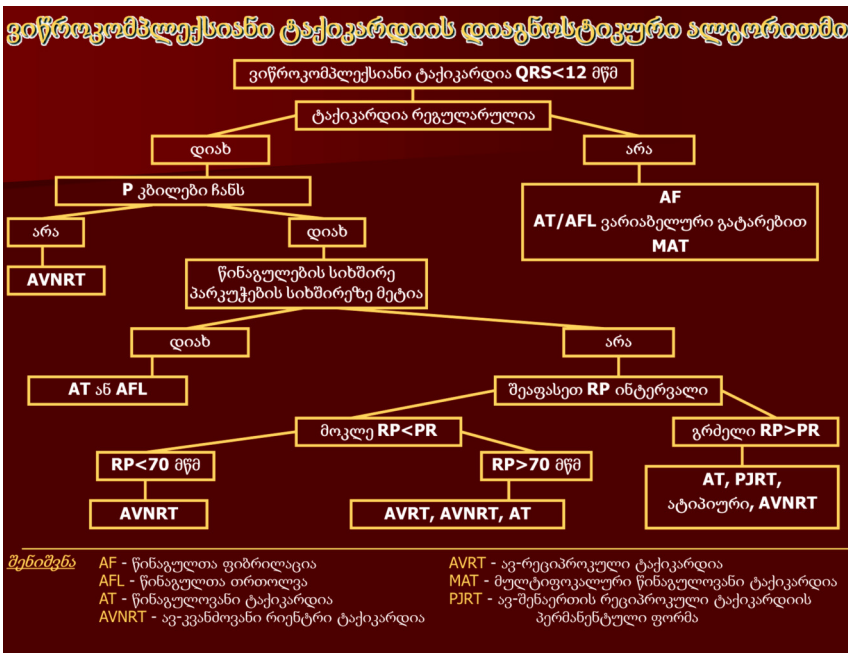 ვიწროკომპლექსიანი ტაქიკარდიის დიაგნოსტიკური ალგორითმი
ვიწროკომპლექსიანი ტაქიკარდია QRS<12 მწმ
ტაქიკარდია რეგულარულია
დიახ
არა
P კბილები ჩანს
AF
AT/AFL ვარიაბელური გატარებით
MAT
არა
დიახ
AVNRT
წინაგულების სიხშირე
პარკუჭების სიხშირეზე მეტია
დიახ
არა
AT ან AFL
შეაფასეთ RP ინტერვალი
მოკლე RP<PR
გრძელი RP>PR
RP<70 მწმ
RP>70 მწმ
AT, PJRT,
ატიპიური, AVNRT
AVNRT
AVRT, AVNRT, AT
შენიშვნა
AF - წინაგულთა ფიბრილაცია
AFL - წინაგულთა თრთოლვა
AT - წინაგულოვანი ტაქიკარდია
AVNRT - ავ-კვანძოვანი რიენტრი ტაქიკარდია
AVRT - ავ-რეციპროკული ტაქიკარდია
MAT - მულტიფოკალური წინაგულოვანი ტაქიკარდია
PJRT - ავ-შენაერთის რეციპროკული ტაქიკარდიის
პერმანენტული ფორმა